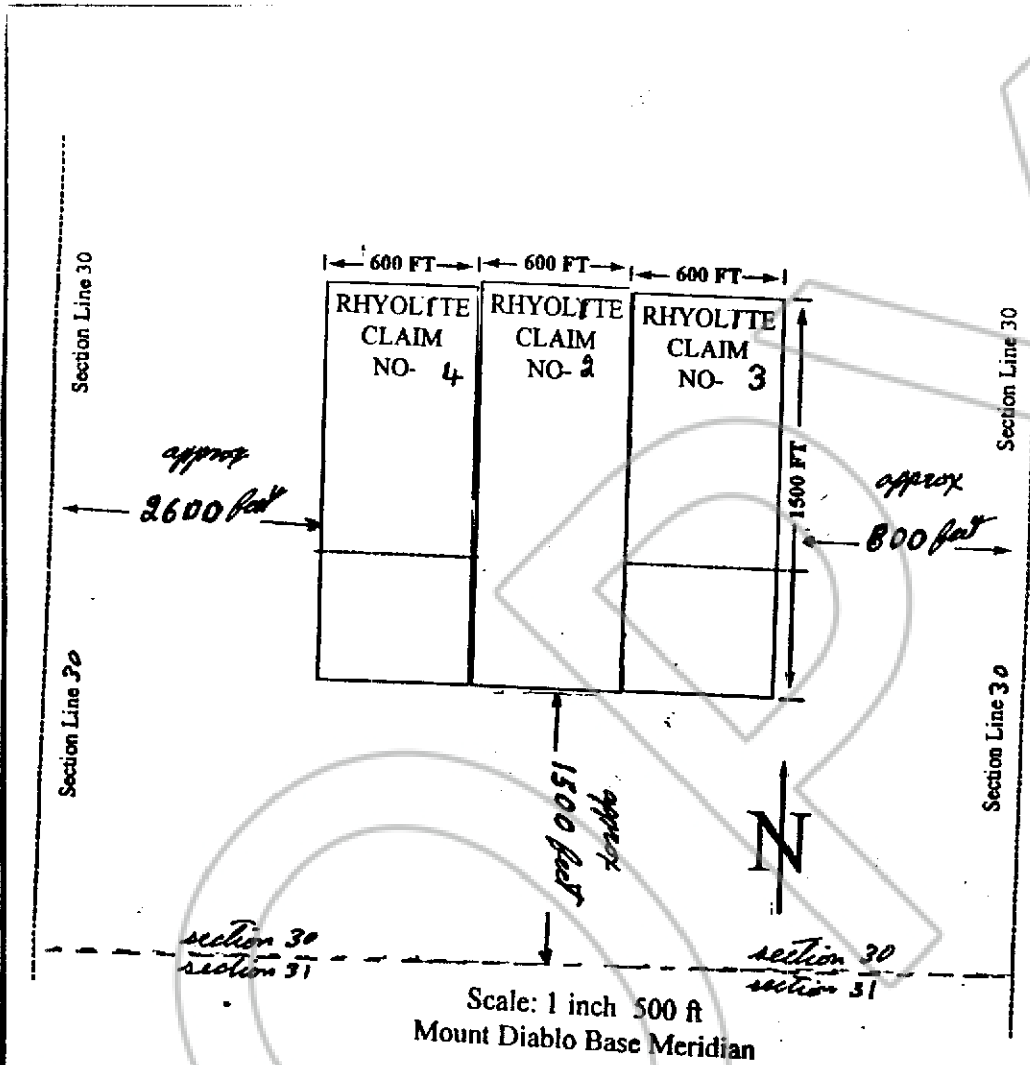 600 FT 600 FT 600 FT
RHYOLITE
CLAIM
NO- 4
RHYOLITE
CLAIM
NO- 2
RHYOLITE
CLAIM
NO- 3
Section Line 30
Section Line 30
approx
2600 feet
1500 FT
approx
800 feet
Section Line 30
Section Line 30
approx
1500 feet
N
section 30
section 31
section 30
section 31
Scale: 1 inch 500 ft
Mount Diablo Base Meridian